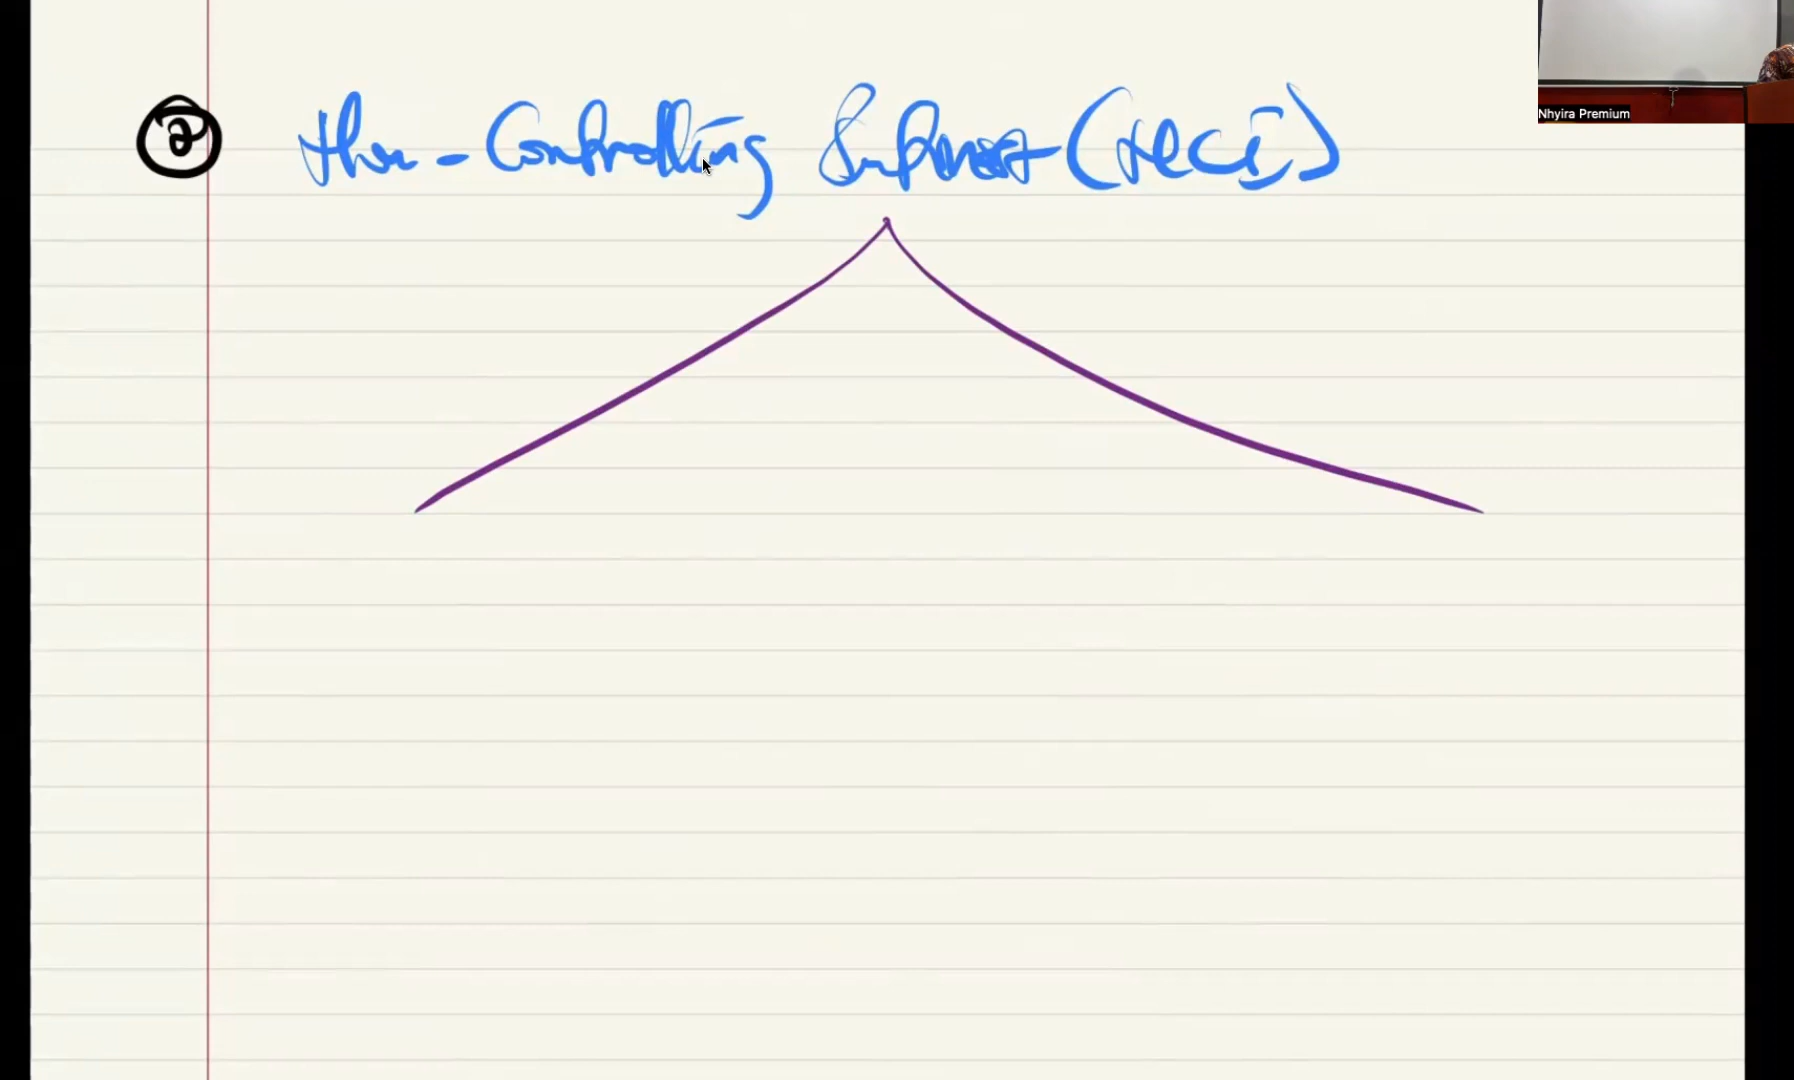 ② Non-Controlling Interest (NCI)
Nhyira Premium